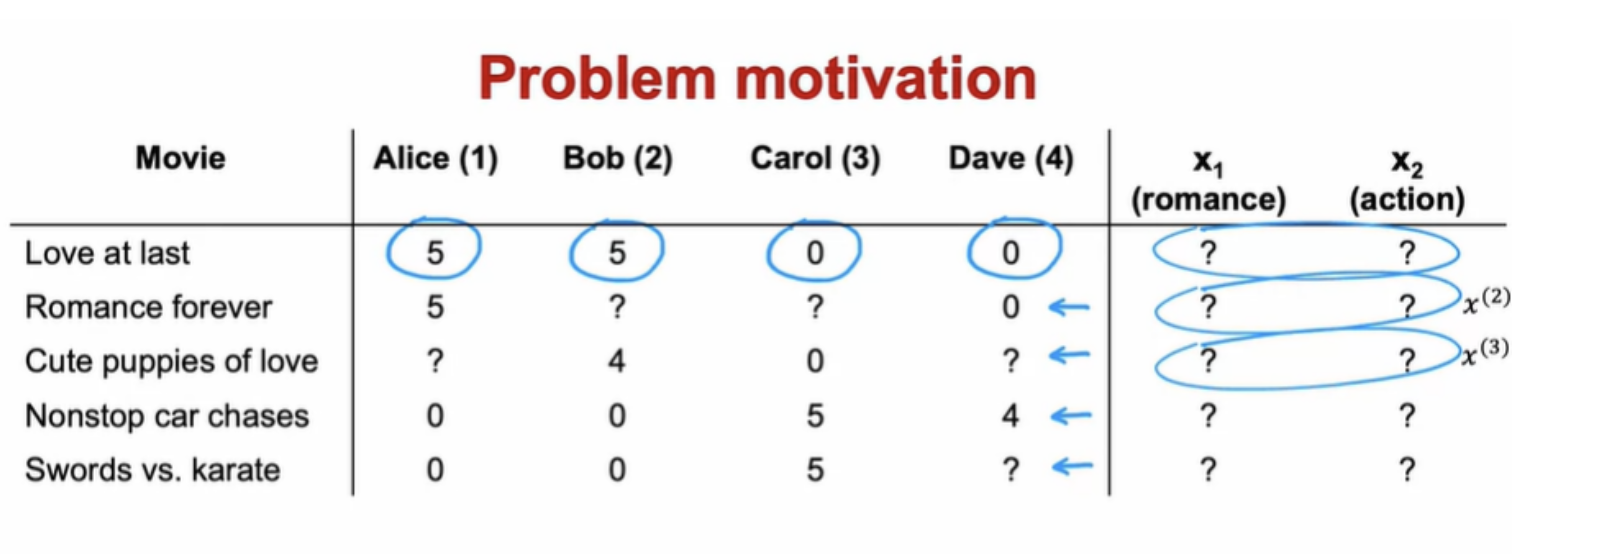 Problem motivation
Movie Alice (1) Bob (2) Carol (3) Dave (4) x₁ (romance) x₂ (action)
Love at last 5 5 0 0 ? ?
Romance forever 5 ? ? 0 ? ? x⁽²⁾
Cute puppies of love ? 4 0 ? ? ? x⁽³⁾
Nonstop car chases 0 0 5 4 ? ?
Swords vs. karate 0 0 5 ? ? ?